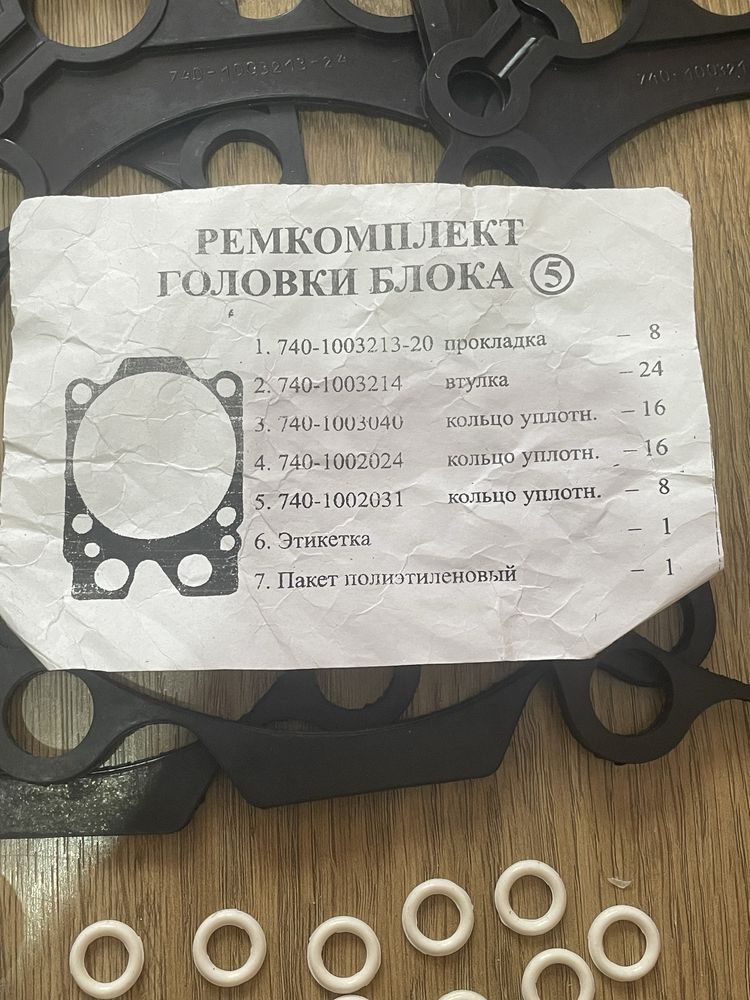 740-1003213-24
740-100321
РЕМКОМПЛЕКТ
ГОЛОВКИ БЛОКА ⑤
1. 740-1003213-20 прокладка – 8
2. 740-1003214 втулка – 24
3. 740-1003040 кольцо уплотн. – 16
4. 740-1002024 кольцо уплотн. – 16
5. 740-1002031 кольцо уплотн. – 8
6. Этикетка – 1
7. Пакет полиэтиленовый – 1